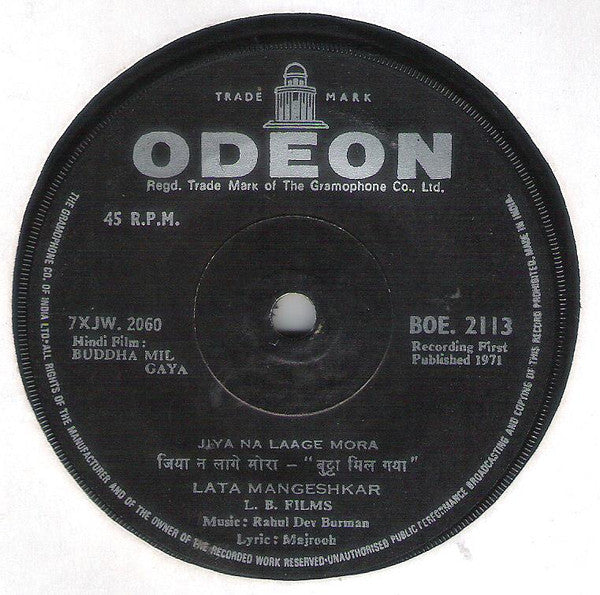 TRADE MARK
ODEON
Regd. Trade Mark of The Gramophone Co., Ltd.
45 R.P.M.
7XJW. 2060
Hindi Film:
BUDDHA MIL
GAYA
BOE. 2113
Recording First
Published 1971
JIYA NA LAAGE MORA
जिया न लागे मोरा – "बुड्ढा मिल गया"
LATA MANGESHKAR
L. B. FILMS
Music: Rahul Dev Burman
Lyric: Majrooh
THE GRAMOPHONE CO. OF INDIA LTD•ALL RIGHTS OF THE MANUFACTURER AND OF THE OWNER OF THE RECORDED WORK RESERVED•UNAUTHORISED PUBLIC PERFORMANCE BROADCASTING AND COPYING OF THIS RECORD PROHIBITED. MADE IN INDIA.